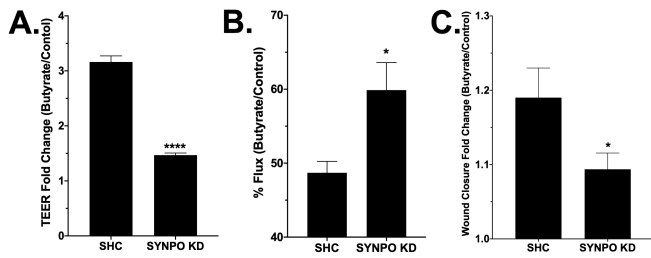 A.
TEER Fold Change (Butyrate/Contol)
4
3
2
1
0
****
SHC
SYNPO KD
B.
% Flux (Butyrate/Control)
70
60
50
40
*
SHC
SYNPO KD
C.
Wound Closure Fold Change (Butyrate/Control)
1.3
1.2
1.1
1.0
*
SHC
SYNPO KD